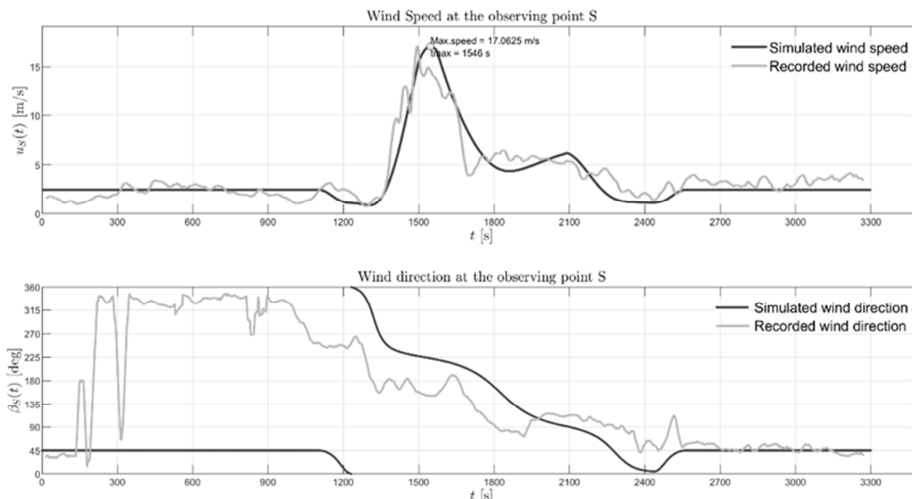 Wind Speed at the observing point S
Max.speed = 17.0625 m/s
tmax = 1546 s
Simulated wind speed
Recorded wind speed
u_S(t) [m/s]
15
10
5
0
0 300 600 900 1200 1500 1800 2100 2400 2700 3000 3300
t [s]
Wind direction at the observing point S
Simulated wind direction
Recorded wind direction
β_S(t) [deg]
360
315
270
225
180
135
90
45
0
0 300 600 900 1200 1500 1800 2100 2400 2700 3000 3300
t [s]